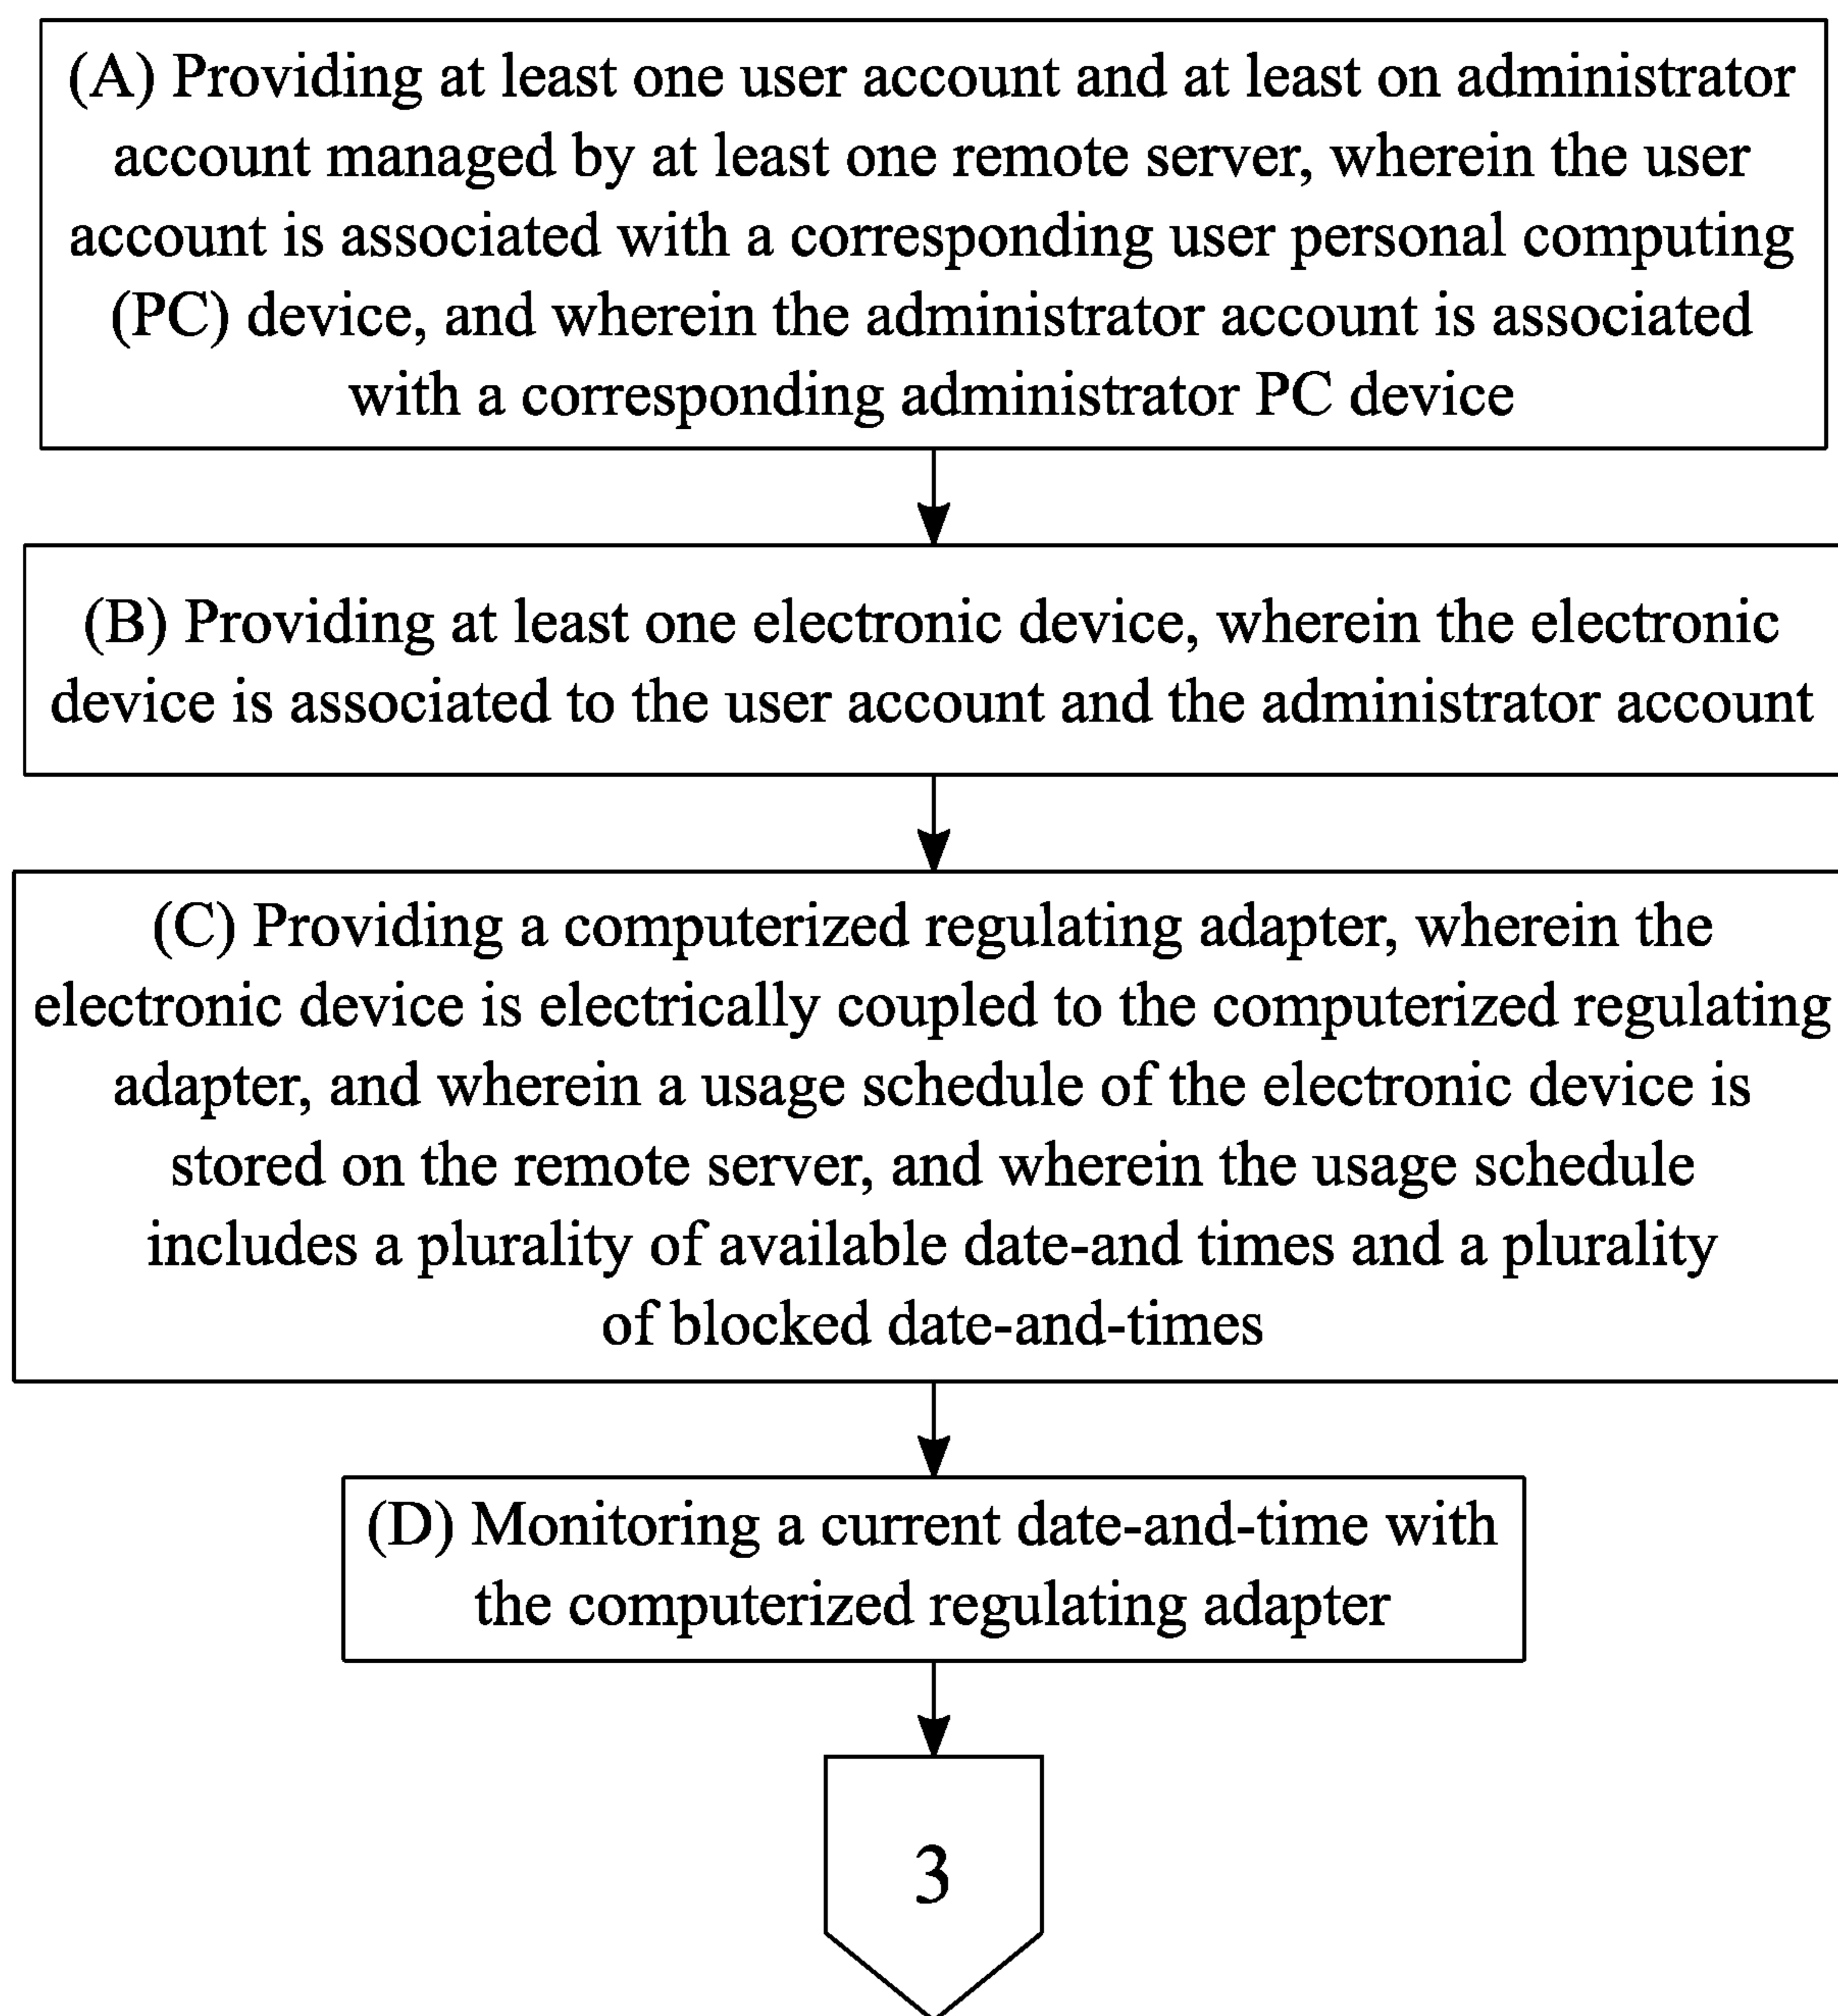 (A) Providing at least one user account and at least on administrator
account managed by at least one remote server, wherein the user
account is associated with a corresponding user personal computing
(PC) device, and wherein the administrator account is associated
with a corresponding administrator PC device
(B) Providing at least one electronic device, wherein the electronic
device is associated to the user account and the administrator account
(C) Providing a computerized regulating adapter, wherein the
electronic device is electrically coupled to the computerized regulating
adapter, and wherein a usage schedule of the electronic device is
stored on the remote server, and wherein the usage schedule
includes a plurality of available date-and times and a plurality
of blocked date-and-times
(D) Monitoring a current date-and-time with
the computerized regulating adapter
3